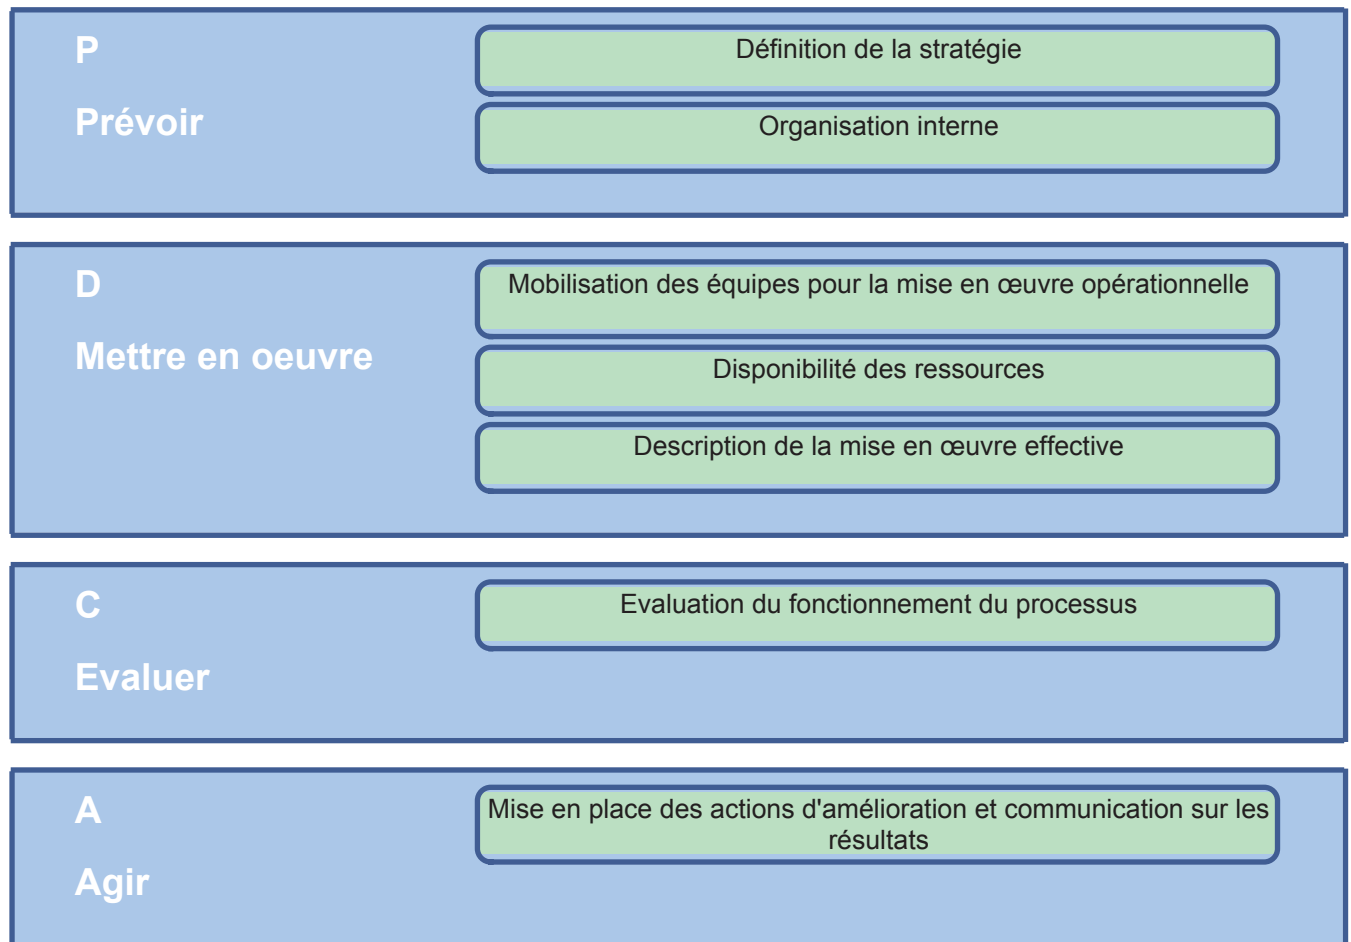 P
Prévoir
Définition de la stratégie
Organisation interne
D
Mettre en oeuvre
Mobilisation des équipes pour la mise en œuvre opérationnelle
Disponibilité des ressources
Description de la mise en œuvre effective
C
Evaluer
Evaluation du fonctionnement du processus
A
Agir
Mise en place des actions d'amélioration et communication sur les
résultats